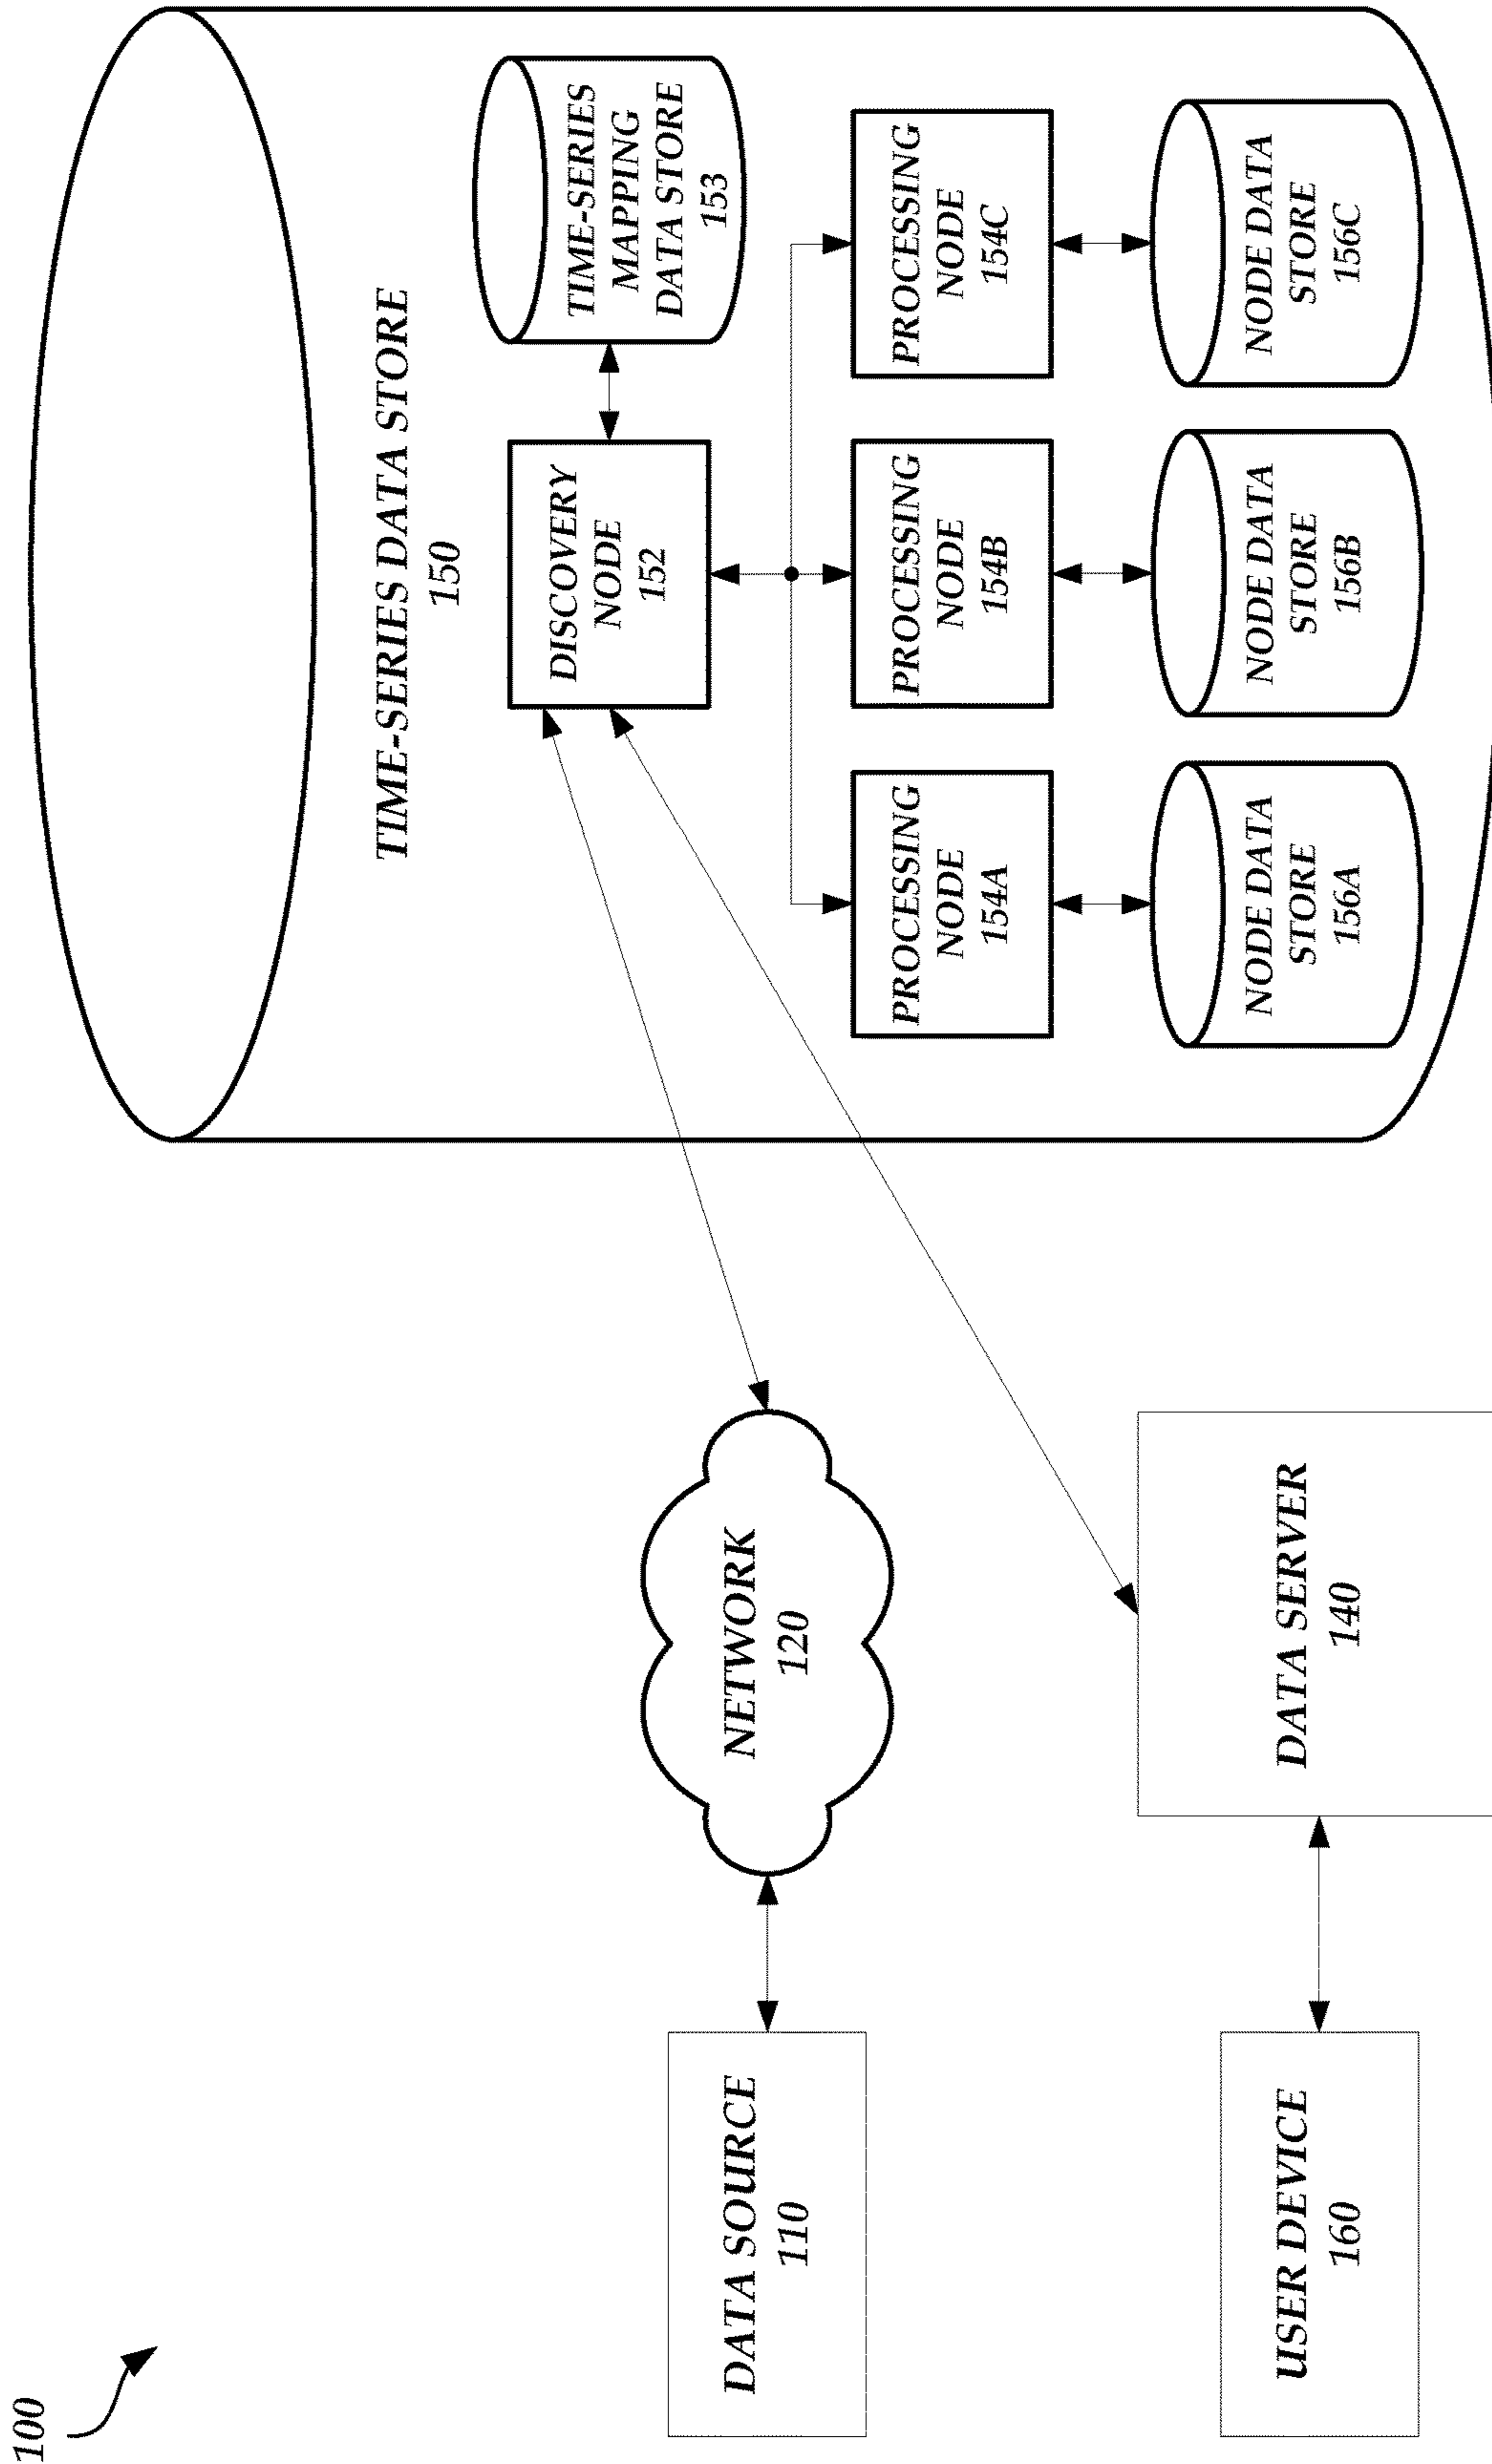 100
TIME-SERIES DATA STORE
150
DISCOVERY
NODE
152
TIME-SERIES
MAPPING
DATA STORE
153
DATA SOURCE
110
NETWORK
120
PROCESSING
NODE
154A
PROCESSING
NODE
154B
PROCESSING
NODE
154C
USER DEVICE
160
DATA SERVER
140
NODE DATA
STORE
156A
NODE DATA
STORE
156B
NODE DATA
STORE
156C